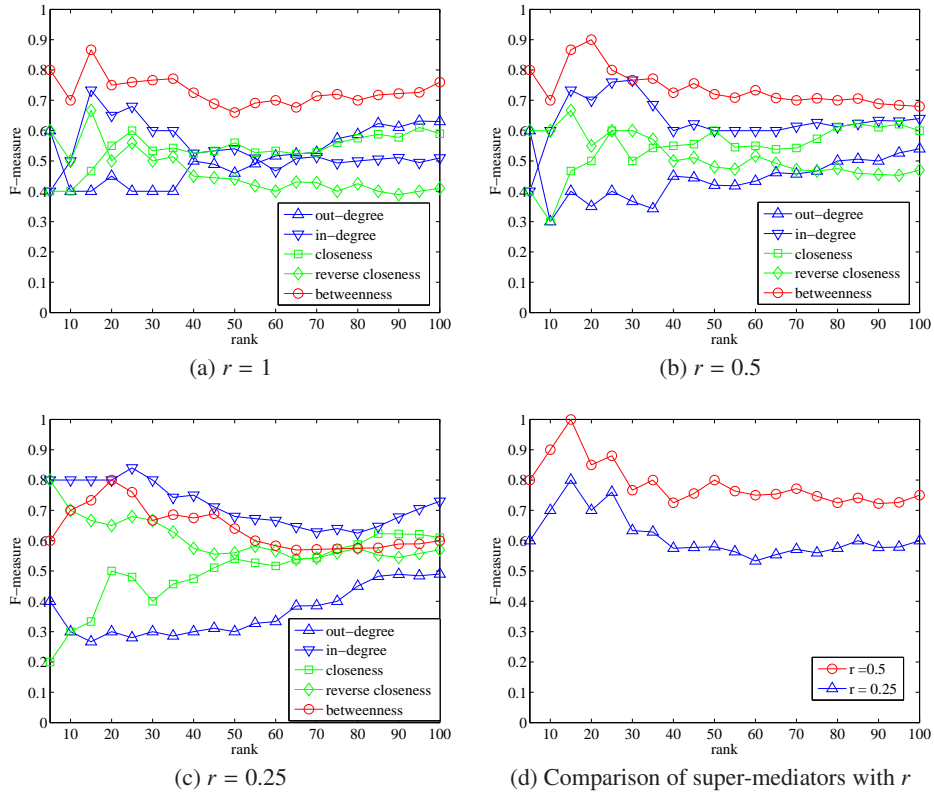 1
0.9
0.8
0.7
0.6
0.5
0.4
0.3
0.2
0.1
0
F−measure
10 20 30 40 50 60 70 80 90 100
rank
out−degree
in−degree
closeness
reverse closeness
betweenness
(a) r = 1
1
0.9
0.8
0.7
0.6
0.5
0.4
0.3
0.2
0.1
0
F−measure
10 20 30 40 50 60 70 80 90 100
rank
out−degree
in−degree
closeness
reverse closeness
betweenness
(b) r = 0.5
1
0.9
0.8
0.7
0.6
0.5
0.4
0.3
0.2
0.1
0
F−measure
10 20 30 40 50 60 70 80 90 100
rank
out−degree
in−degree
closeness
reverse closeness
betweenness
(c) r = 0.25
1
0.9
0.8
0.7
0.6
0.5
0.4
0.3
0.2
0.1
0
F−measure
10 20 30 40 50 60 70 80 90 100
rank
r =0.5
r = 0.25
(d) Comparison of super-mediators with r